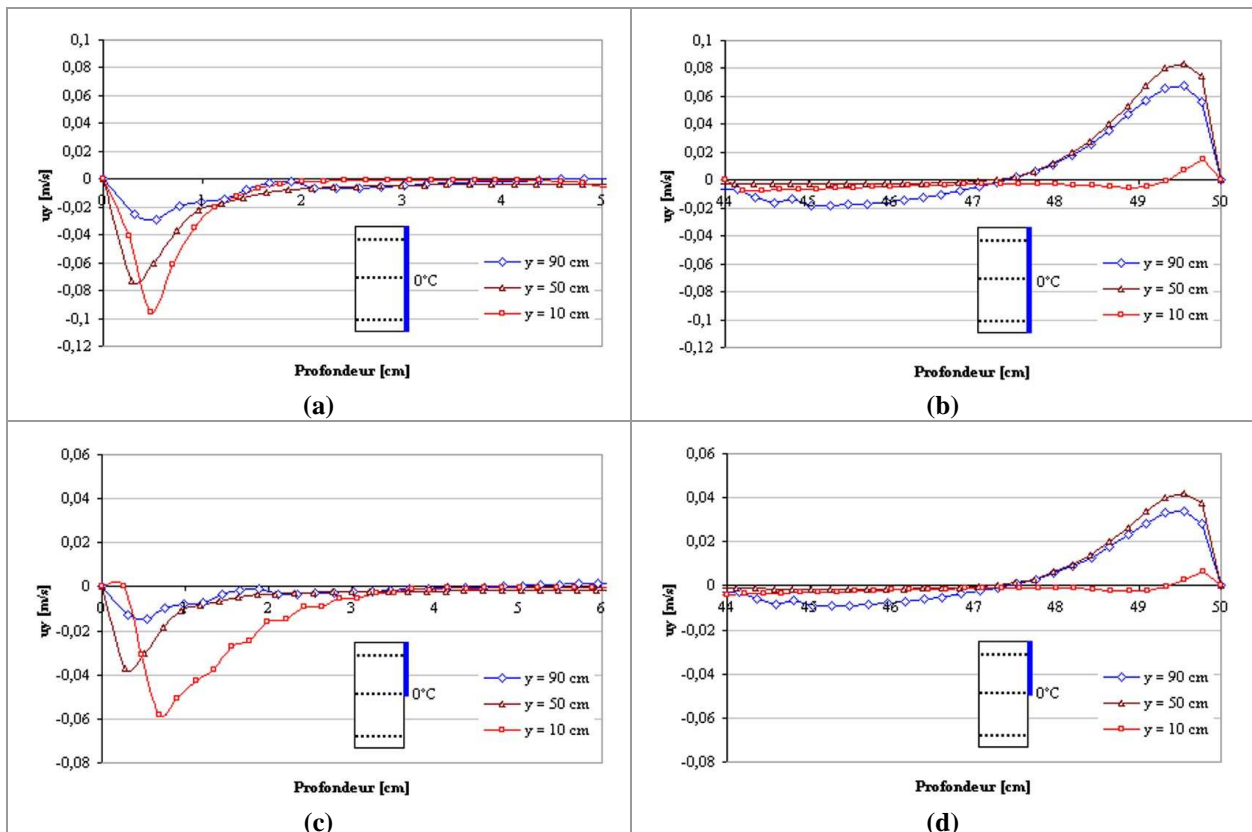 0,1
0,08
0,06
0,04
0,02
0
-0,02
-0,04
-0,06
-0,08
-0,1
-0,12
uy [m/s]
0 1 2 3 4 5
0°C
y = 90 cm
y = 50 cm
y = 10 cm
Profondeur [cm]
(a)
0,1
0,08
0,06
0,04
0,02
0
-0,02
-0,04
-0,06
-0,08
-0,1
-0,12
uy [m/s]
44 45 46 47 48 49 50
0°C
y = 90 cm
y = 50 cm
y = 10 cm
Profondeur [cm]
(b)
0,06
0,04
0,02
0
-0,02
-0,04
-0,06
-0,08
uy [m/s]
0 1 2 3 4 5 6
0°C
y = 90 cm
y = 50 cm
y = 10 cm
Profondeur [cm]
(c)
0,06
0,04
0,02
0
-0,02
-0,04
-0,06
-0,08
uy [m/s]
44 45 46 47 48 49 50
0°C
y = 90 cm
y = 50 cm
y = 10 cm
Profondeur [cm]
(d)